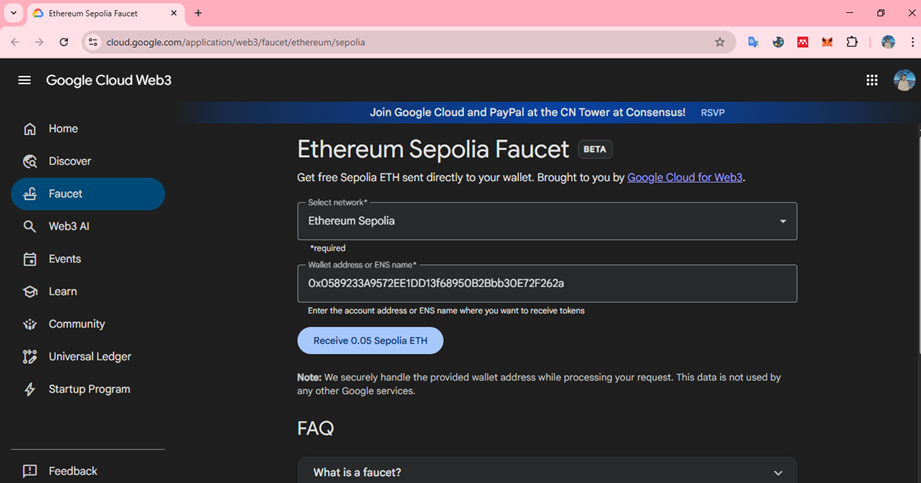 Ethereum Sepolia Faucet
cloud.google.com/application/web3/faucet/ethereum/sepolia
Google Cloud Web3
Join Google Cloud and PayPal at the CN Tower at Consensus! RSVP
Home
Discover
Faucet
Web3 AI
Events
Learn
Community
Universal Ledger
Startup Program
Feedback
Ethereum Sepolia Faucet BETA
Get free Sepolia ETH sent directly to your wallet. Brought to you by Google Cloud for Web3.
Select network*
Ethereum Sepolia
*required
Wallet address or ENS name*
0x0589233A9572EE1DD13f68950B2Bbb30E72F262a
Enter the account address or ENS name where you want to receive tokens
Receive 0.05 Sepolia ETH
Note: We securely handle the provided wallet address while processing your request. This data is not used by
any other Google services.
FAQ
What is a faucet?